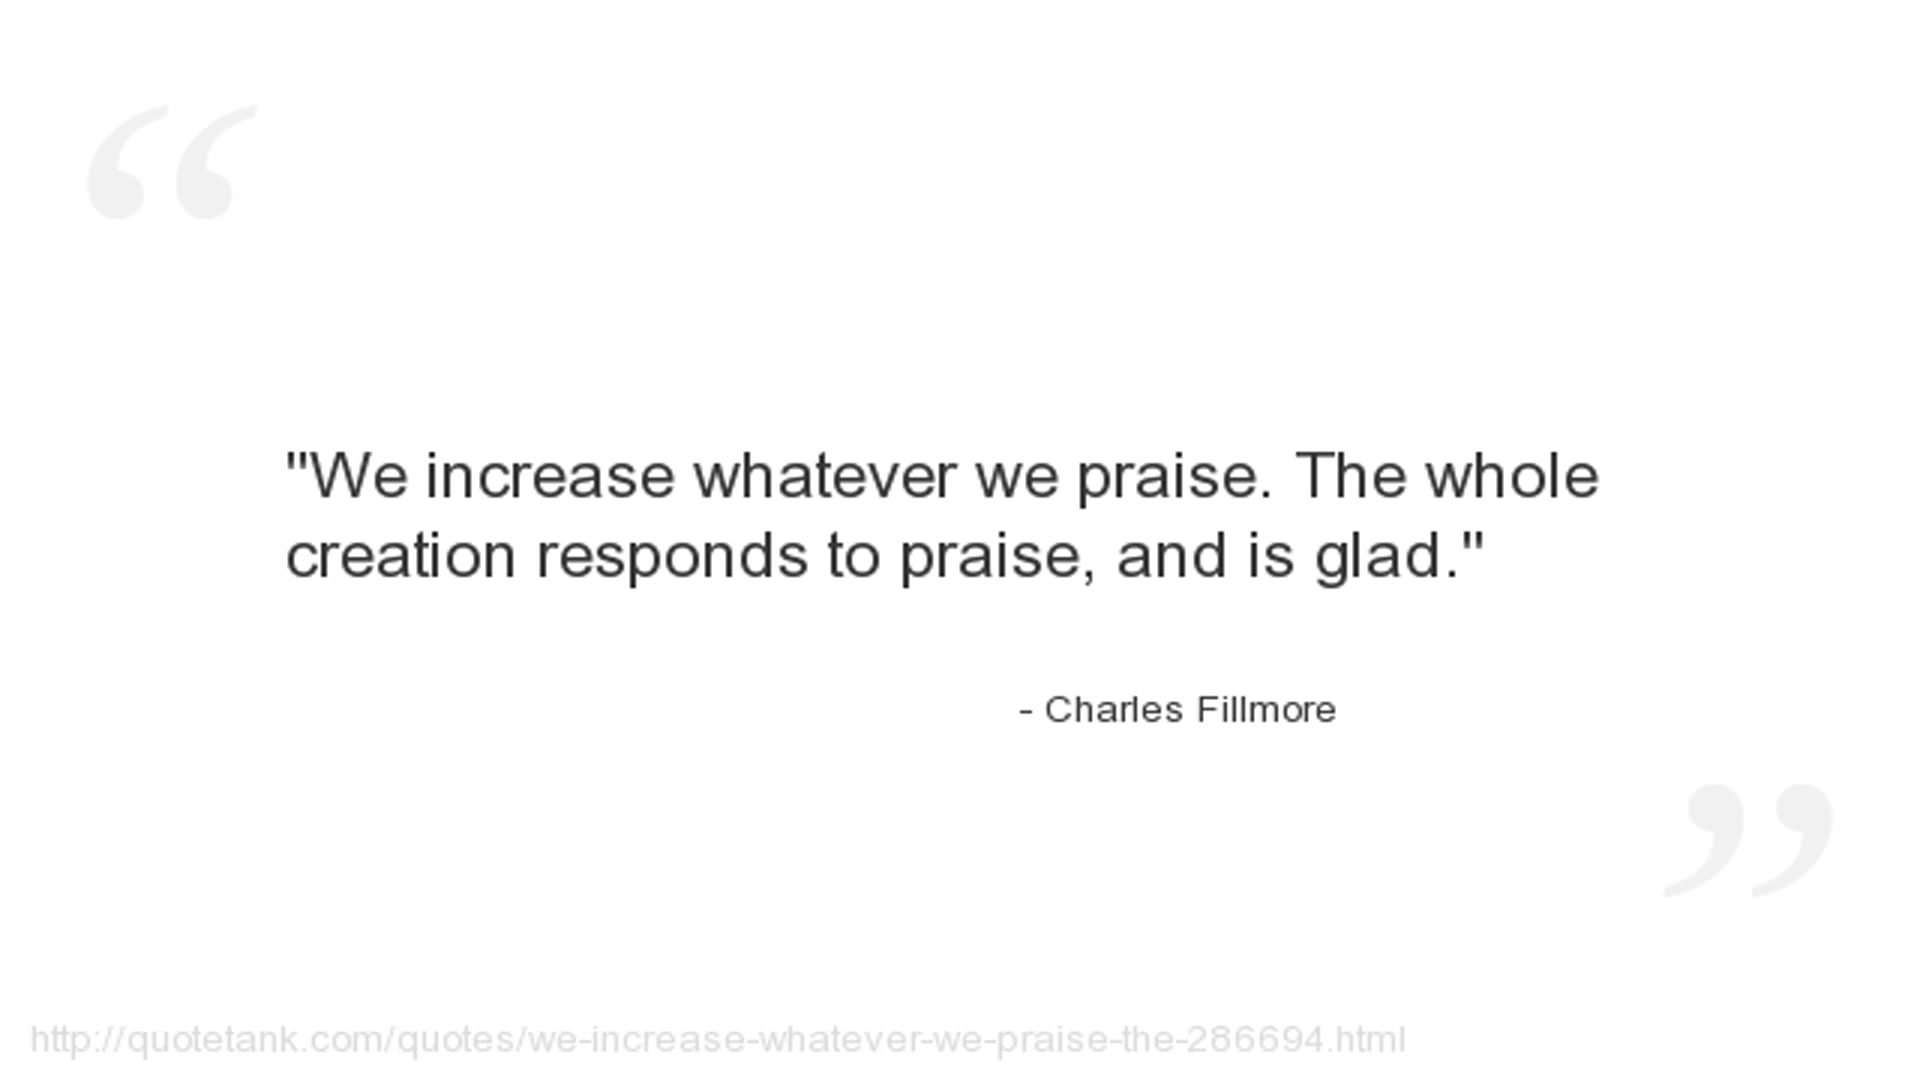 "We increase whatever we praise. The whole
creation responds to praise, and is glad."
- Charles Fillmore
http://quotetank.com/quotes/we-increase-whatever-we-praise-the-286694.html